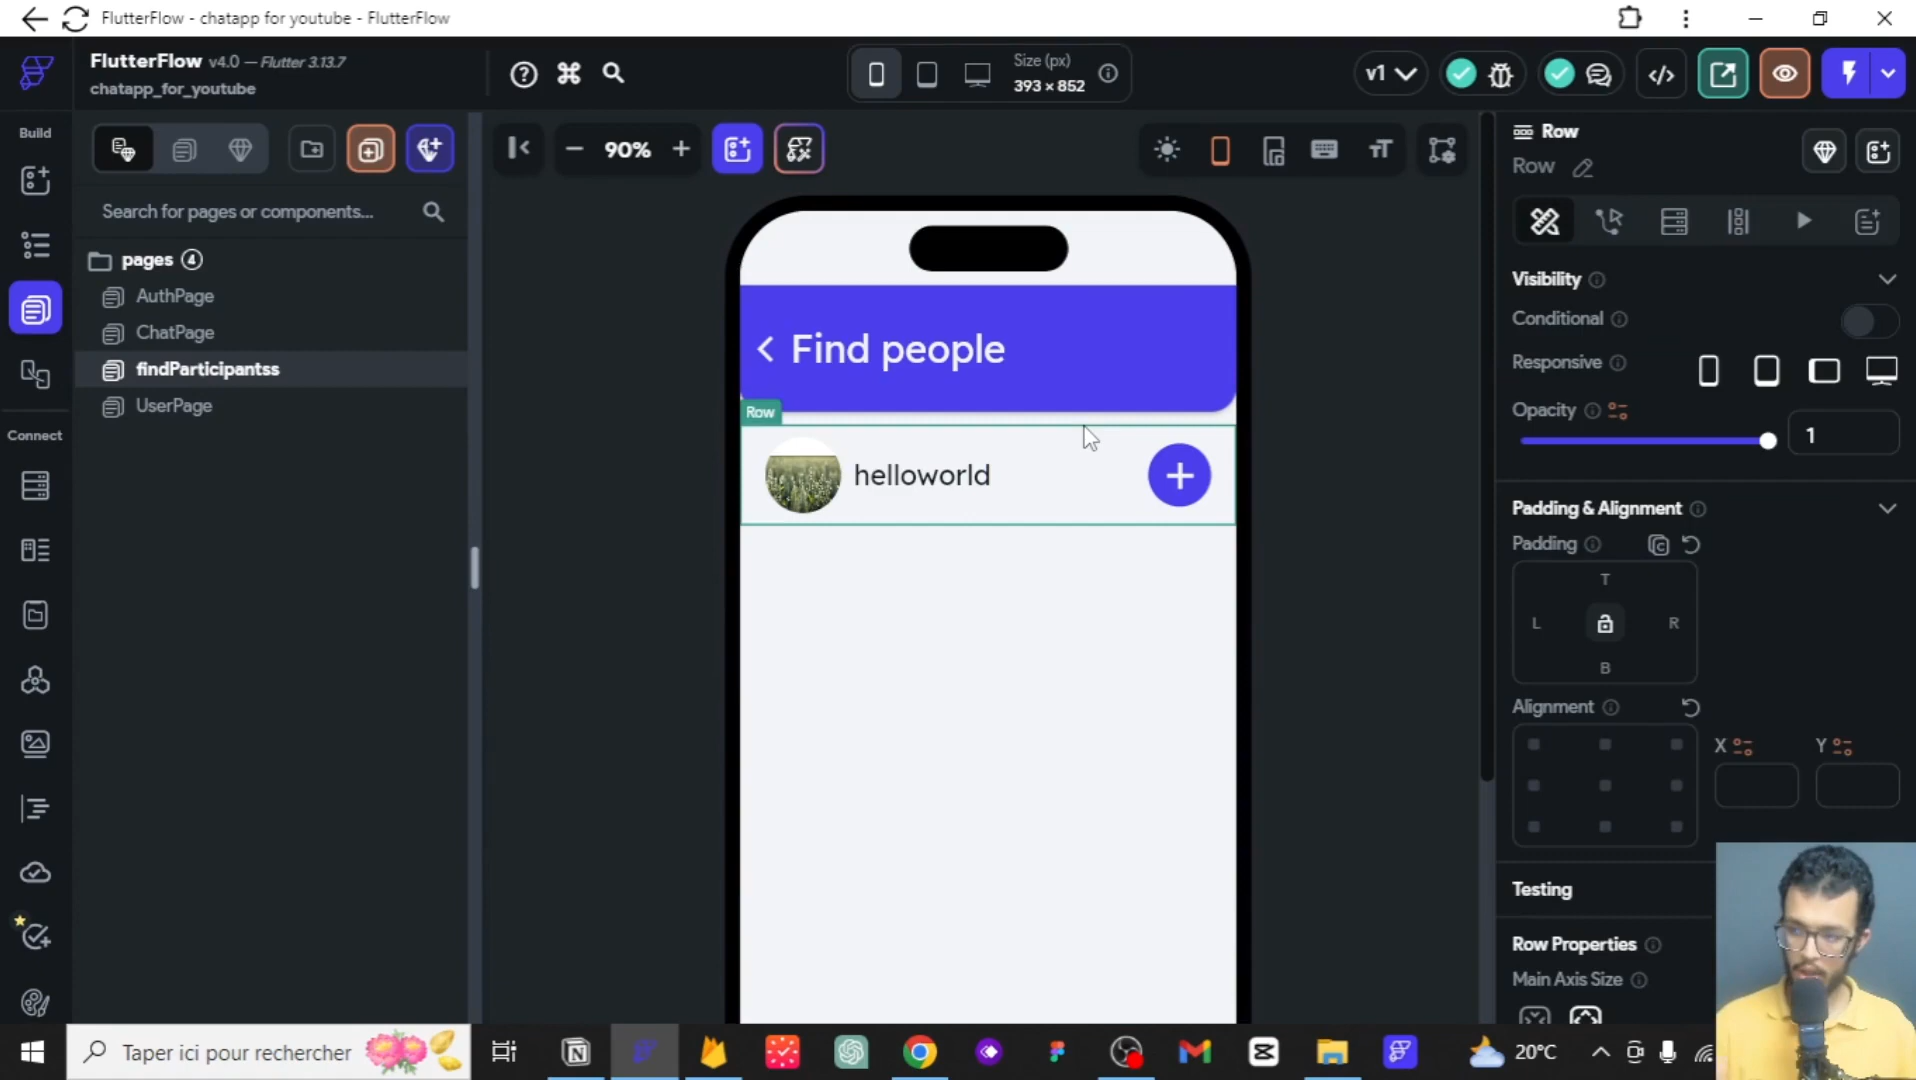 FlutterFlow - chatapp for youtube - FlutterFlow
FlutterFlow v4.0 — Flutter 3.13.7
chatapp_for_youtube
Size (px)
393 × 852
v1
Build
90%
Search for pages or components...
pages 4
AuthPage
ChatPage
findParticipantss
UserPage
Connect
Find people
Row
helloworld
Row
Row
Visibility
Conditional
Responsive
Opacity
1
Padding & Alignment
Padding
T
L
R
B
Alignment
X
Y
Testing
Row Properties
Main Axis Size
Taper ici pour rechercher
20°C